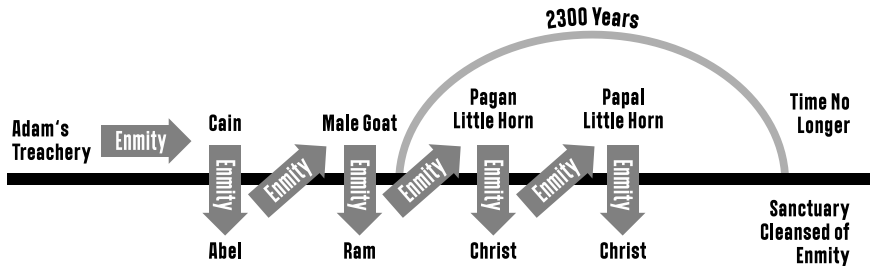 2300 Years
Adam's
Treachery
Enmity
Cain
Male Goat
Pagan
Little Horn
Papal
Little Horn
Time No
Longer
Enmity
Enmity
Enmity
Enmity
Enmity
Enmity
Enmity
Abel
Ram
Christ
Christ
Sanctuary
Cleansed of
Enmity